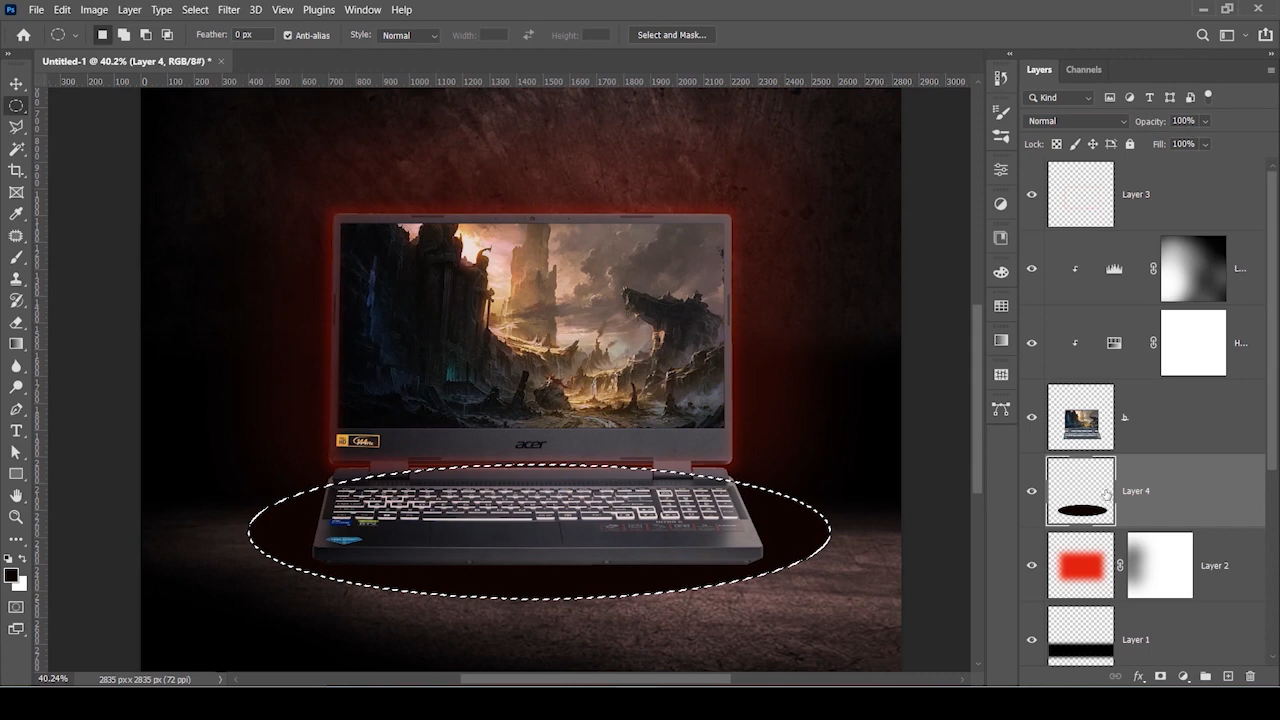 Ps File Edit Image Layer Type Select Filter 3D View Plugins Window Help
Feather: 0 px Anti-alias Style: Normal Width: Height: Select and Mask...
Untitled-1 @ 40.2% (Layer 4, RGB/8#) * ×
300 200 100 0 100 200 300 400 500 600 700 800 900 1000 1100 1200 1300 1400 1500 1600 1700 1800 1900 2000 2100 2200 2300 2400 2500 2600 2700 2800 2900 3000
Layers Channels
Kind
Normal Opacity: 100%
Lock: Fill: 100%
Layer 3
L...
H...
Layer 4
Layer 2
Layer 1
acer
40.24% 2835 px x 2835 px (72 ppi)